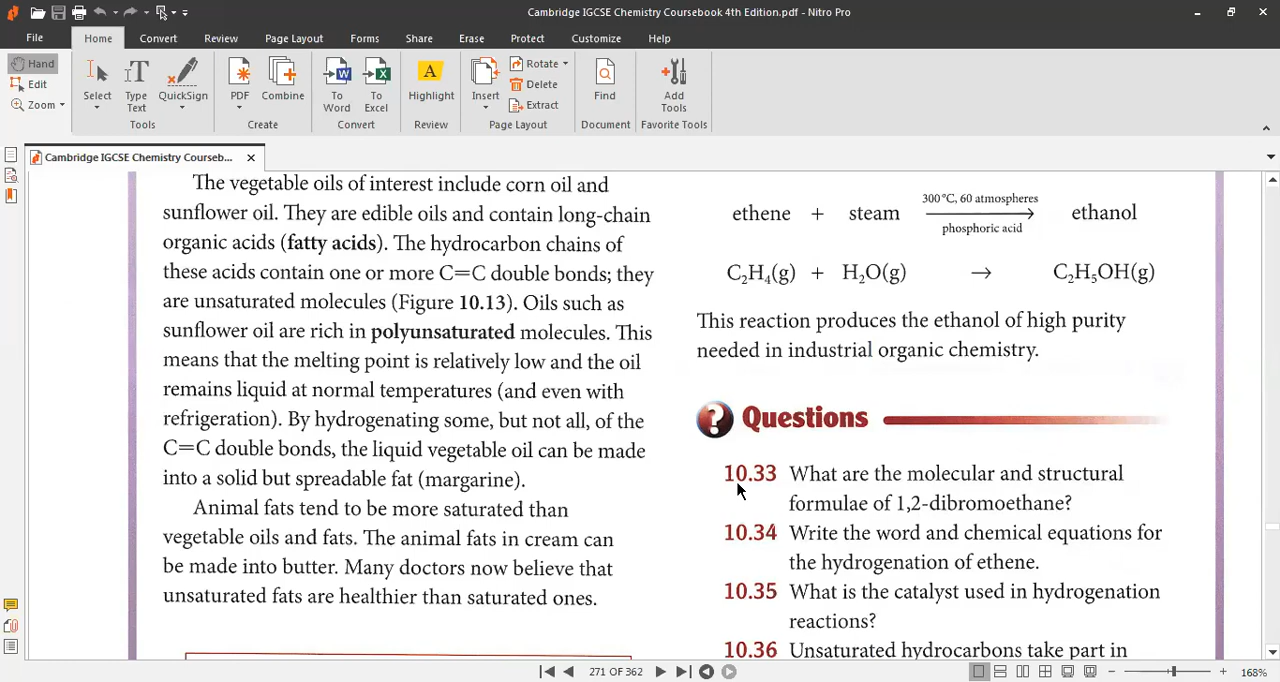 Cambridge IGCSE Chemistry Coursebook 4th Edition.pdf - Nitro Pro
File Home Convert Review Page Layout Forms Share Erase Protect Customize Help
Hand
Edit
Zoom
Select
Type Text
QuickSign
Tools
PDF
Combine
Create
To Word
To Excel
Convert
A
Highlight
Review
Insert
Rotate
Delete
Extract
Page Layout
Find
Document
Add Tools
Favorite Tools
Cambridge IGCSE Chemistry Courseb...
The vegetable oils of interest include corn oil and
sunflower oil. They are edible oils and contain long-chain
organic acids (fatty acids). The hydrocarbon chains of
these acids contain one or more C=C double bonds; they
are unsaturated molecules (Figure 10.13). Oils such as
sunflower oil are rich in polyunsaturated molecules. This
means that the melting point is relatively low and the oil
remains liquid at normal temperatures (and even with
refrigeration). By hydrogenating some, but not all, of the
C=C double bonds, the liquid vegetable oil can be made
into a solid but spreadable fat (margarine).
Animal fats tend to be more saturated than
vegetable oils and fats. The animal fats in cream can
be made into butter. Many doctors now believe that
unsaturated fats are healthier than saturated ones.
300 °C, 60 atmospheres
ethene + steam → ethanol
phosphoric acid
C₂H₄(g) + H₂O(g) → C₂H₅OH(g)
This reaction produces the ethanol of high purity
needed in industrial organic chemistry.
? Questions
10.33 What are the molecular and structural
formulae of 1,2-dibromoethane?
10.34 Write the word and chemical equations for
the hydrogenation of ethene.
10.35 What is the catalyst used in hydrogenation
reactions?
10.36 Unsaturated hydrocarbons take part in
271 OF 362
168%